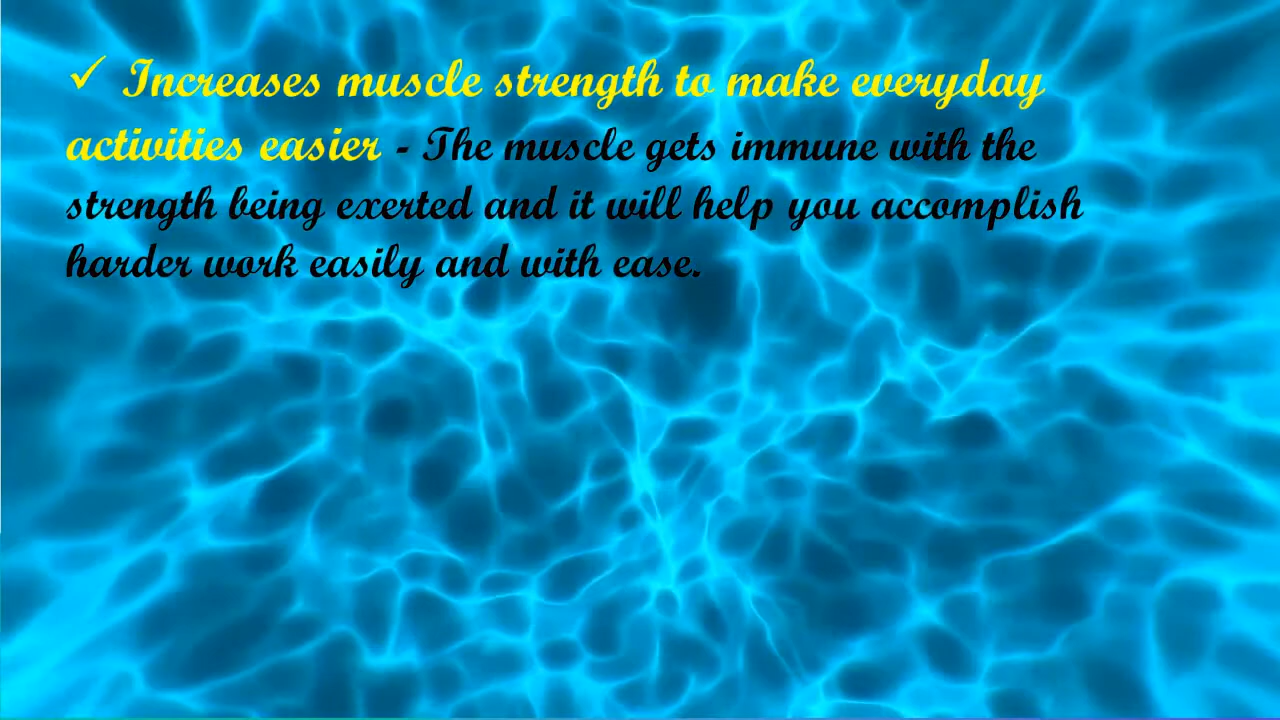 ✓ Increases muscle strength to make everyday
activities easier - The muscle gets immune with the
strength being exerted and it will help you accomplish
harder work easily and with ease.